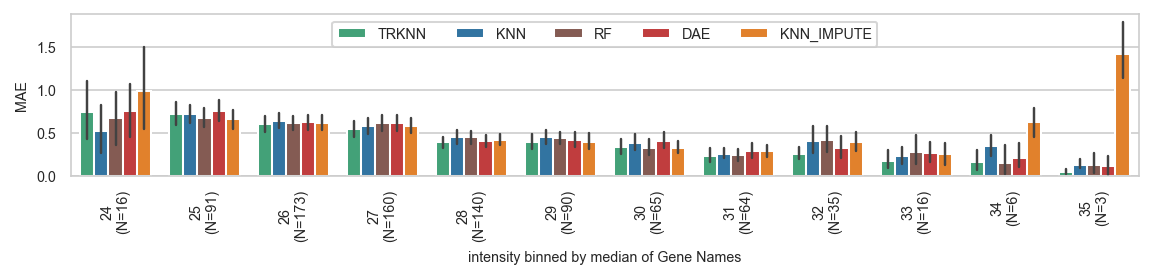 TRKNN KNN RF DAE KNN_IMPUTE
MAE
1.5
1.0
0.5
0.0
24
(N=16)
25
(N=91)
26
(N=173)
27
(N=160)
28
(N=140)
29
(N=90)
30
(N=65)
31
(N=64)
32
(N=35)
33
(N=16)
34
(N=6)
35
(N=3)
intensity binned by median of Gene Names